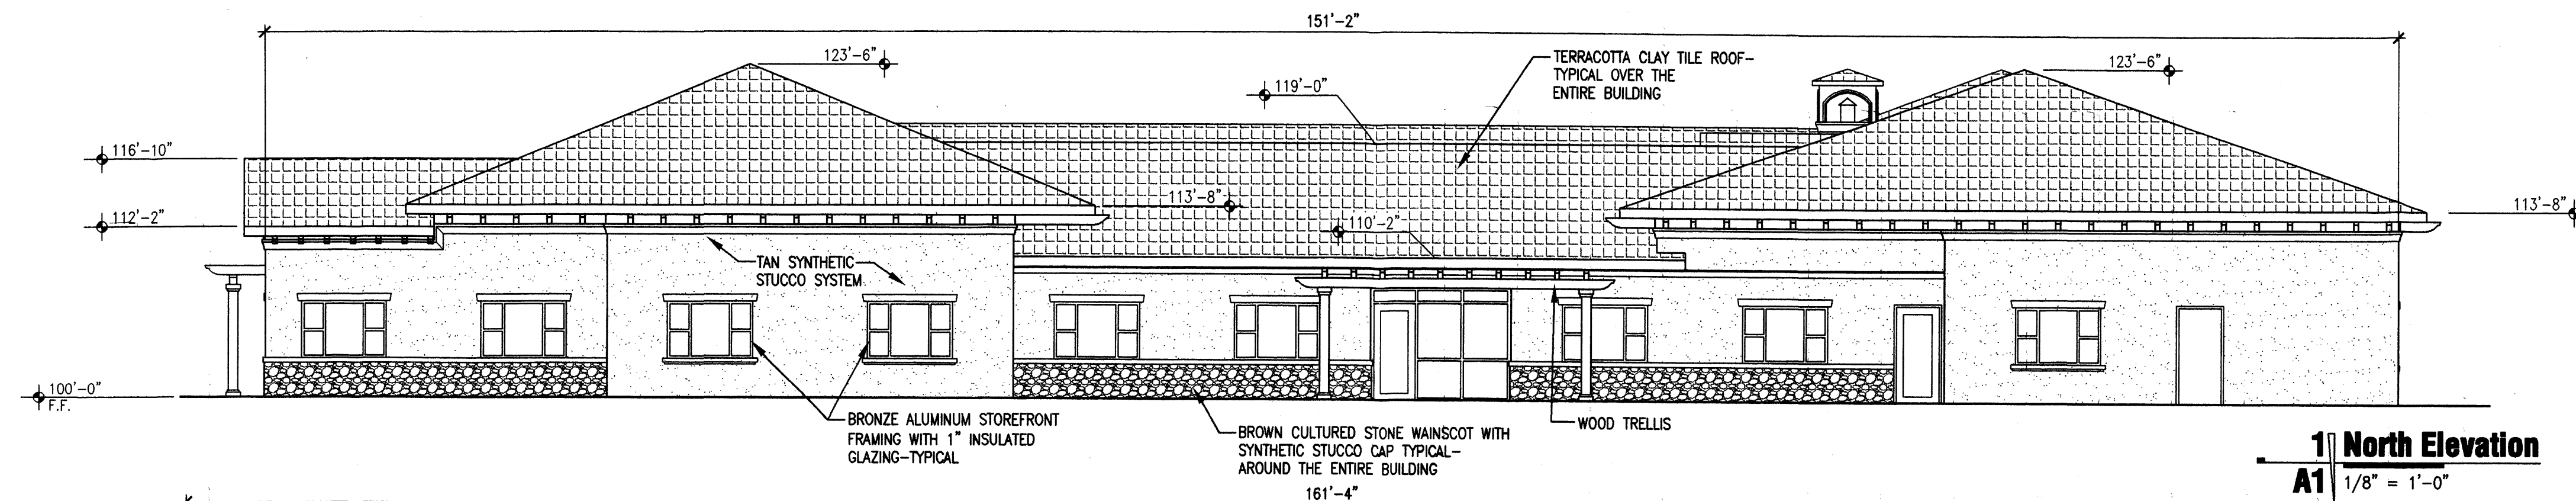 151'-2"
123'-6"
TERRACOTTA CLAY TILE ROOF-
TYPICAL OVER THE
ENTIRE BUILDING
123'-6"
119'-0"
116'-10"
113'-8"
113'-8"
112'-2"
110'-2"
TAN SYNTHETIC
STUCCO SYSTEM
100'-0"
F.F.
BRONZE ALUMINUM STOREFRONT
FRAMING WITH 1" INSULATED
GLAZING-TYPICAL
BROWN CULTURED STONE WAINSCOT WITH
SYNTHETIC STUCCO CAP TYPICAL-
AROUND THE ENTIRE BUILDING
WOOD TRELLIS
1 North Elevation
A1 1/8" = 1'-0"
161'-4"